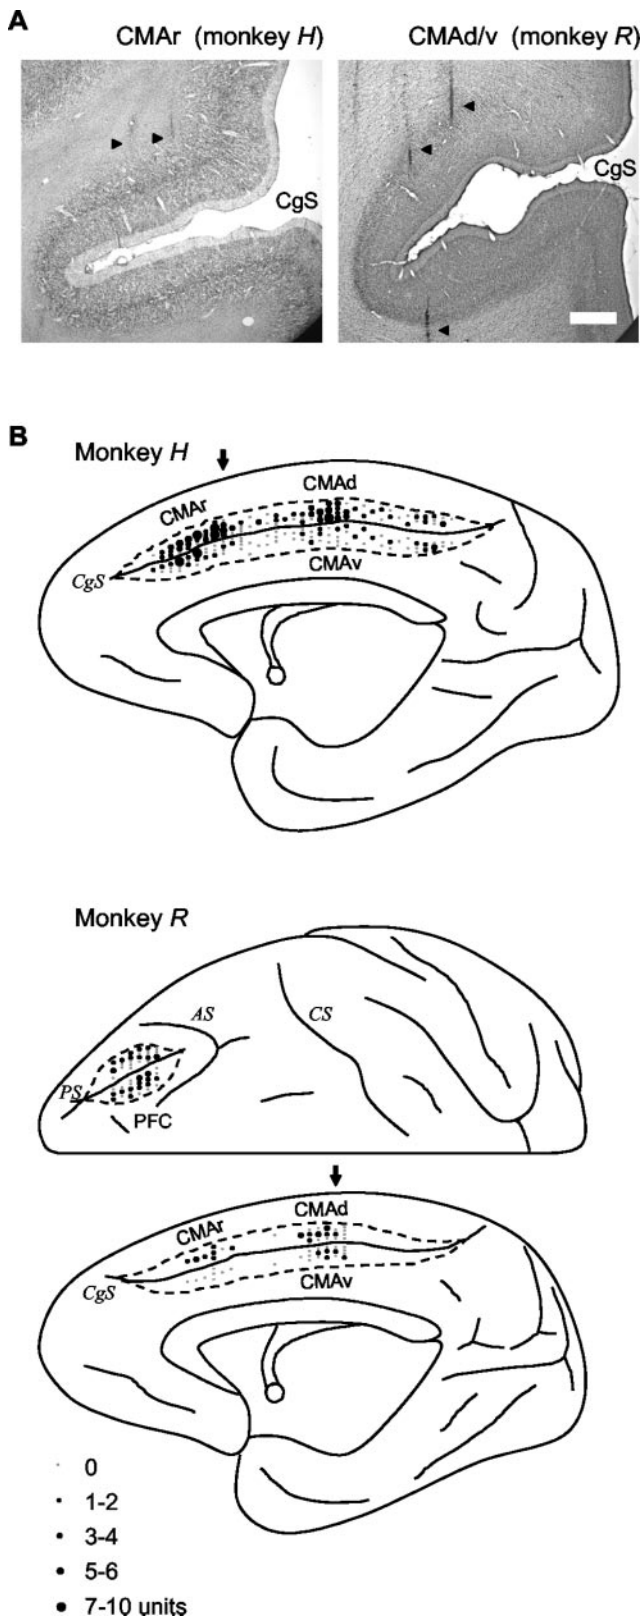 A
CMAr (monkey H)
CMAd/v (monkey R)
CgS
CgS
B
Monkey H
CMAr
CMAd
CgS
CMAv
Monkey R
AS
CS
PS
PFC
CMAr
CMAd
CgS
CMAv
0
1-2
3-4
5-6
7-10 units